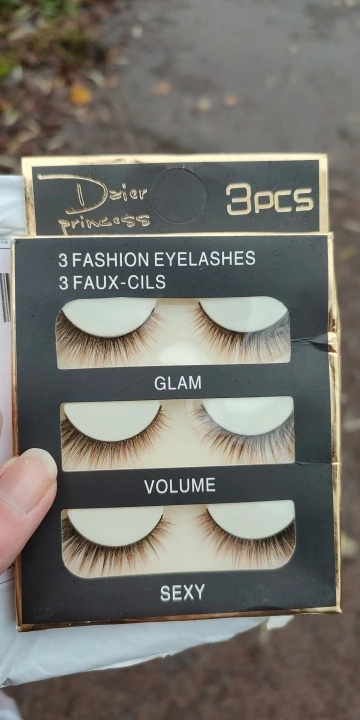 Dzier
princess
3PCS
3 FASHION EYELASHES
3 FAUX-CILS
GLAM
VOLUME
SEXY